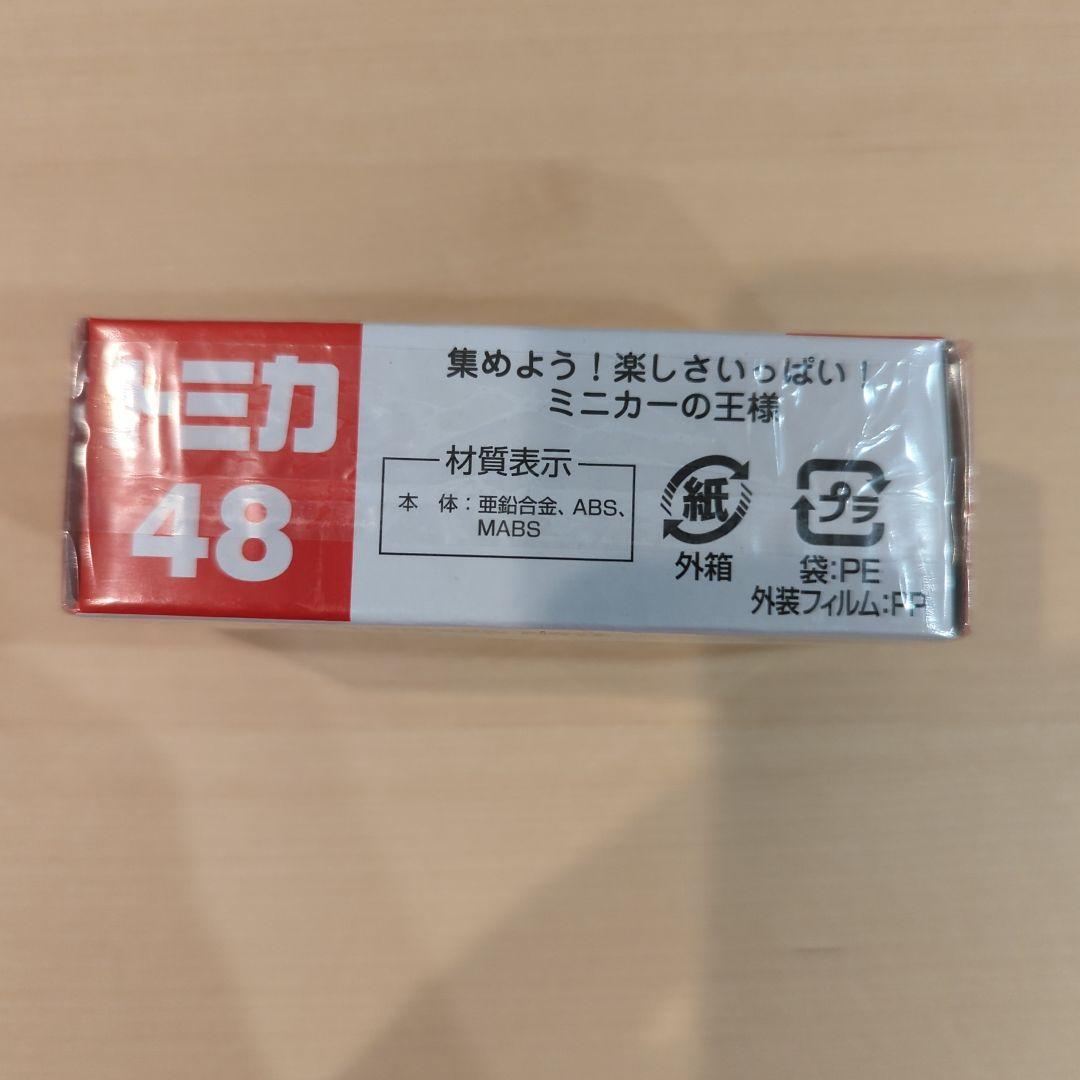 トミカ
48
集めよう！楽しさいっぱい！
ミニカーの王様
材質表示
本 体：亜鉛合金、ABS、
MABS
紙
外箱
プラ
袋:PE
外装フィルム:PP